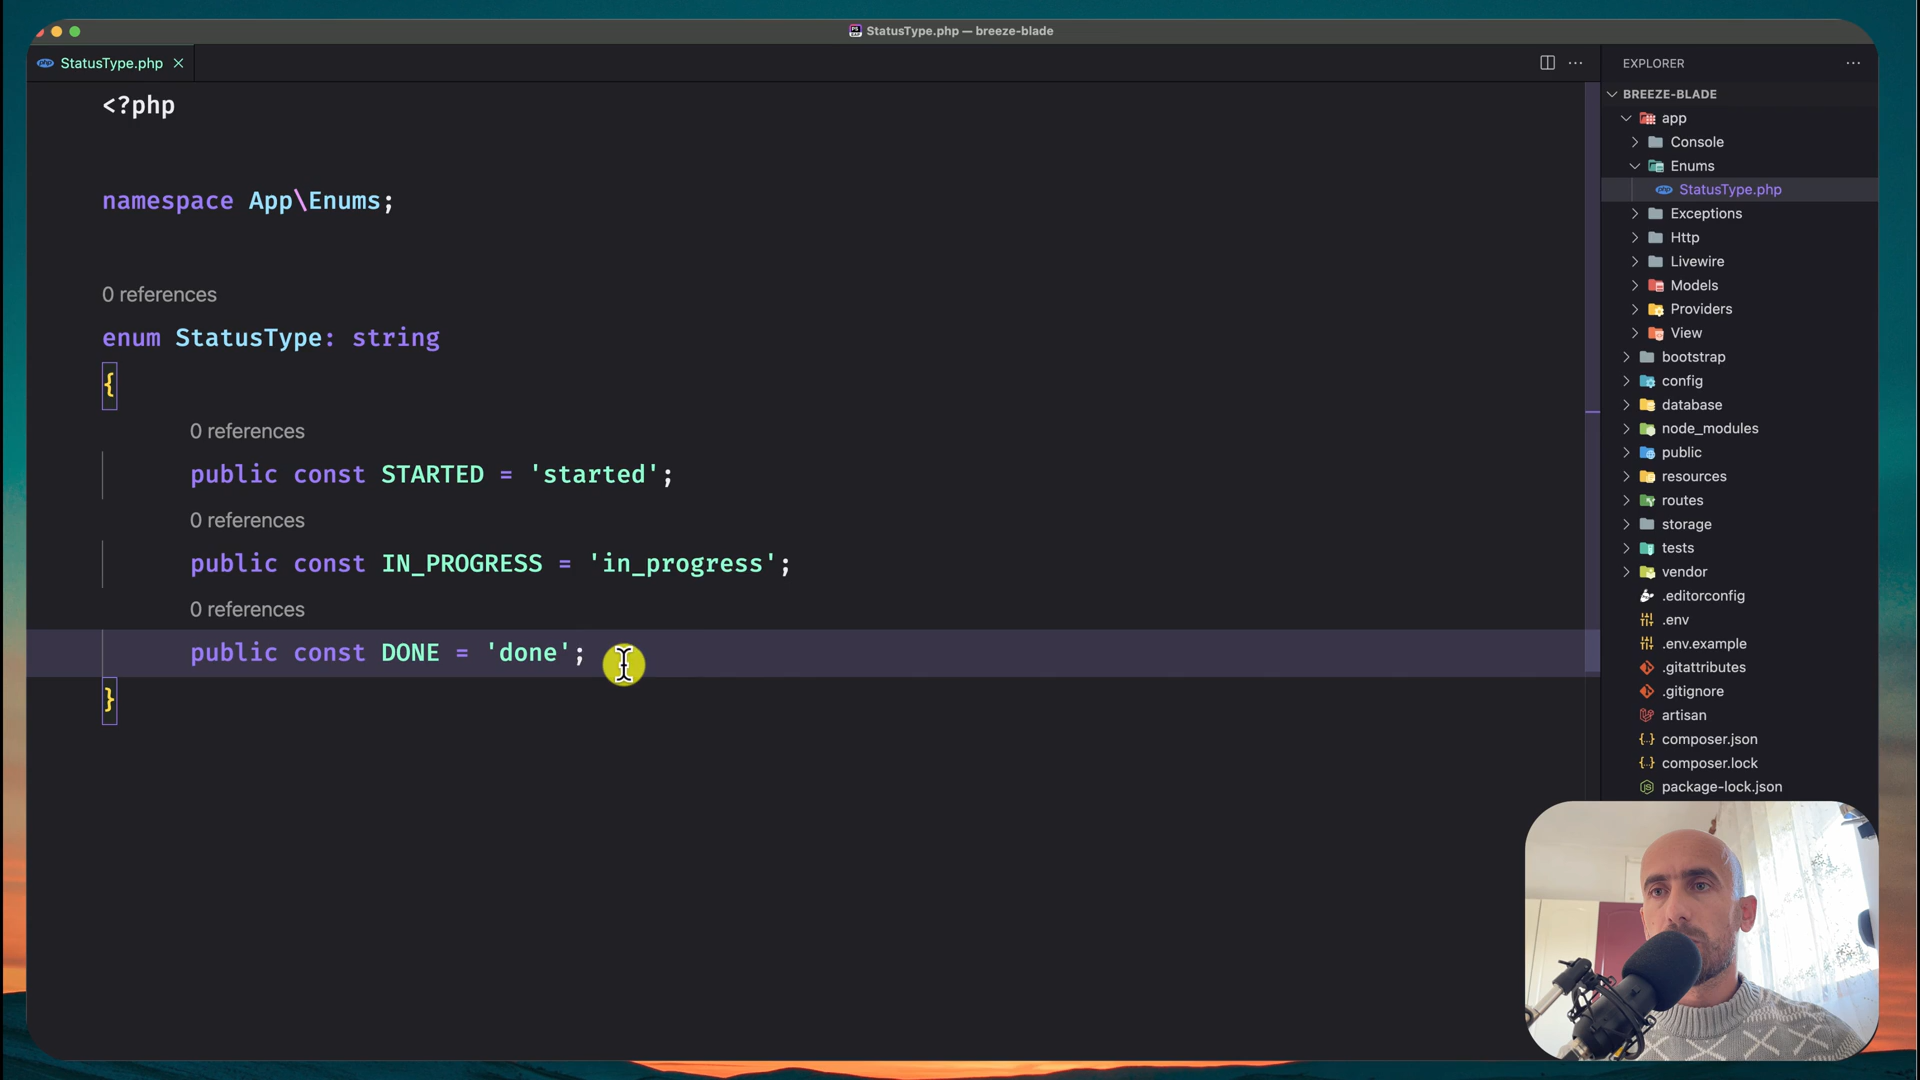 StatusType.php — breeze-blade
StatusType.php
<?php
namespace App\Enums;
0 references
enum StatusType: string
{
0 references
public const STARTED = 'started';
0 references
public const IN_PROGRESS = 'in_progress';
0 references
public const DONE = 'done';
}
EXPLORER
BREEZE-BLADE
app
Console
Enums
StatusType.php
Exceptions
Http
Livewire
Models
Providers
View
bootstrap
config
database
node_modules
public
resources
routes
storage
tests
vendor
.editorconfig
.env
.env.example
.gitattributes
.gitignore
artisan
composer.json
composer.lock
package-lock.json